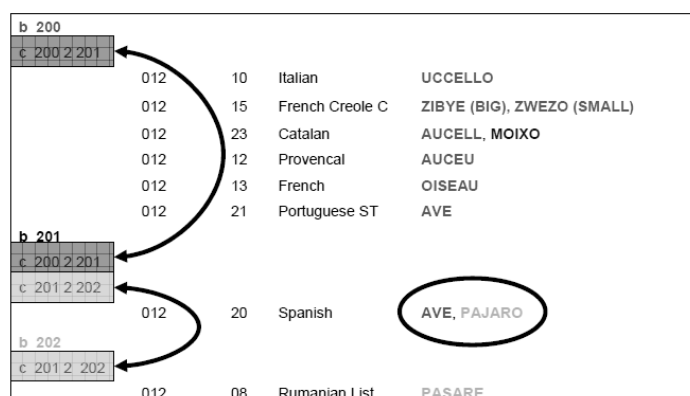 b 200
c 200 2 201
012 10 Italian UCCELLO
012 15 French Creole C ZIBYE (BIG), ZWEZO (SMALL)
012 23 Catalan AUCELL, MOIXO
012 12 Provencal AUCEU
012 13 French OISEAU
012 21 Portuguese ST AVE
b 201
c 200 2 201
c 201 2 202
012 20 Spanish AVE, PAJARO
b 202
c 201 2 202
012 08 Rumanian List PASARE